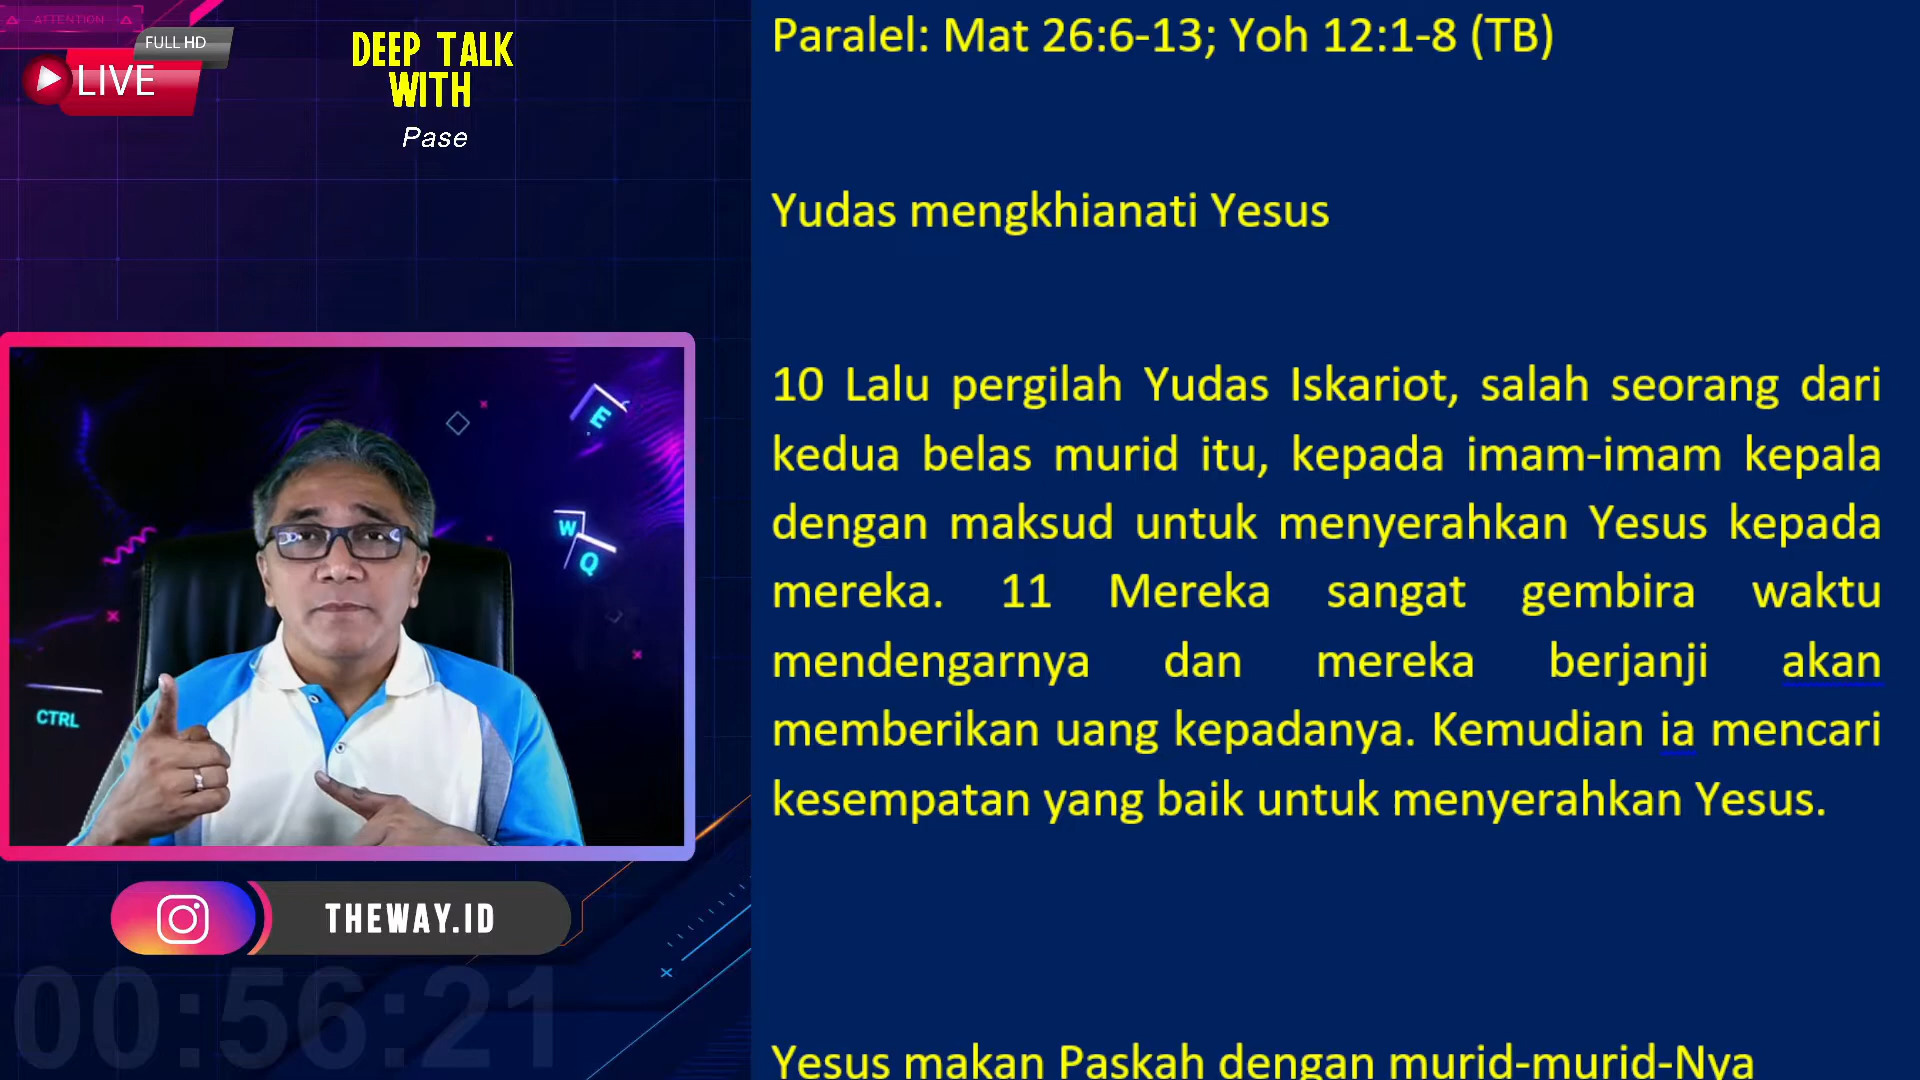 ATTENTION
FULL HD
LIVE
DEEP TALK
WITH
Pase
E
W
Q
CTRL
THEWAY.ID
00:56:21
Paralel: Mat 26:6-13; Yoh 12:1-8 (TB)
Yudas mengkhianati Yesus
10 Lalu pergilah Yudas Iskariot, salah seorang dari
kedua belas murid itu, kepada imam-imam kepala
dengan maksud untuk menyerahkan Yesus kepada
mereka. 11 Mereka sangat gembira waktu
mendengarnya dan mereka berjanji akan
memberikan uang kepadanya. Kemudian ia mencari
kesempatan yang baik untuk menyerahkan Yesus.
Yesus makan Paskah dengan murid-murid-Nya